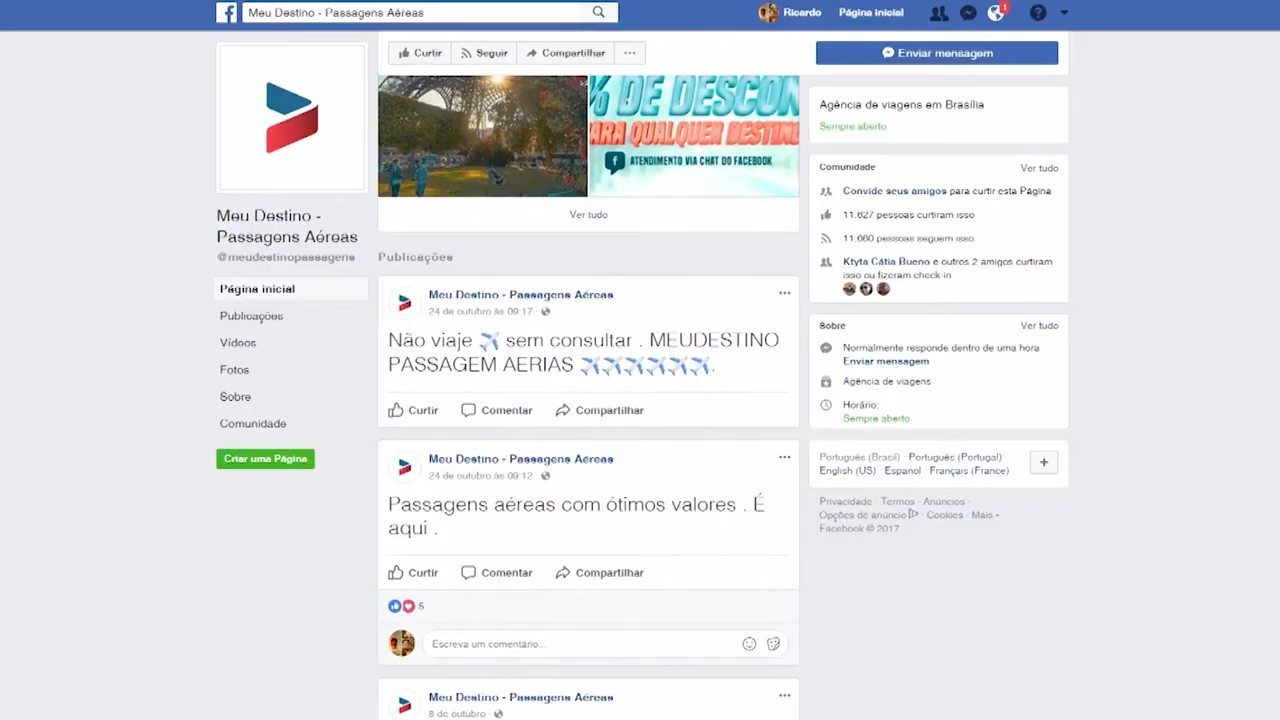 Meu Destino - Passagens Aéreas
Ricardo
Página inicial
1
?
Curtir
Seguir
Compartilhar
Enviar mensagem
% DE DESCON
ARA QUALQUER DESTINO
ATENDIMENTO VIA CHAT DO FACEBOOK
Ver tudo
Meu Destino -
Passagens Aéreas
@meudestinopassagens
Página inicial
Publicações
Vídeos
Fotos
Sobre
Comunidade
Criar uma Página
Publicações
Meu Destino - Passagens Aéreas
24 de outubro às 09:17
Não viaje ✈️ sem consultar . MEUDESTINO
PASSAGEM AERIAS ✈️✈️✈️✈️✈️✈️.
Curtir
Comentar
Compartilhar
Meu Destino - Passagens Aéreas
24 de outubro às 09:12
Passagens aéreas com ótimos valores . É
aqui .
Curtir
Comentar
Compartilhar
5
Escreva um comentário...
Meu Destino - Passagens Aéreas
8 de outubro
Agência de viagens em Brasília
Sempre aberto
Comunidade
Ver tudo
Convide seus amigos para curtir esta Página
11.627 pessoas curtiram isso
11.660 pessoas seguem isso
Ktyta Cátia Bueno e outros 2 amigos curtiram
isso ou fizeram check-in
Sobre
Ver tudo
Normalmente responde dentro de uma hora
Enviar mensagem
Agência de viagens
Horário:
Sempre aberto
Português (Brasil) · Português (Portugal) ·
English (US) · Español · Français (France)
Privacidade · Termos · Anúncios ·
Opções de anúncio · Cookies · Mais
Facebook © 2017